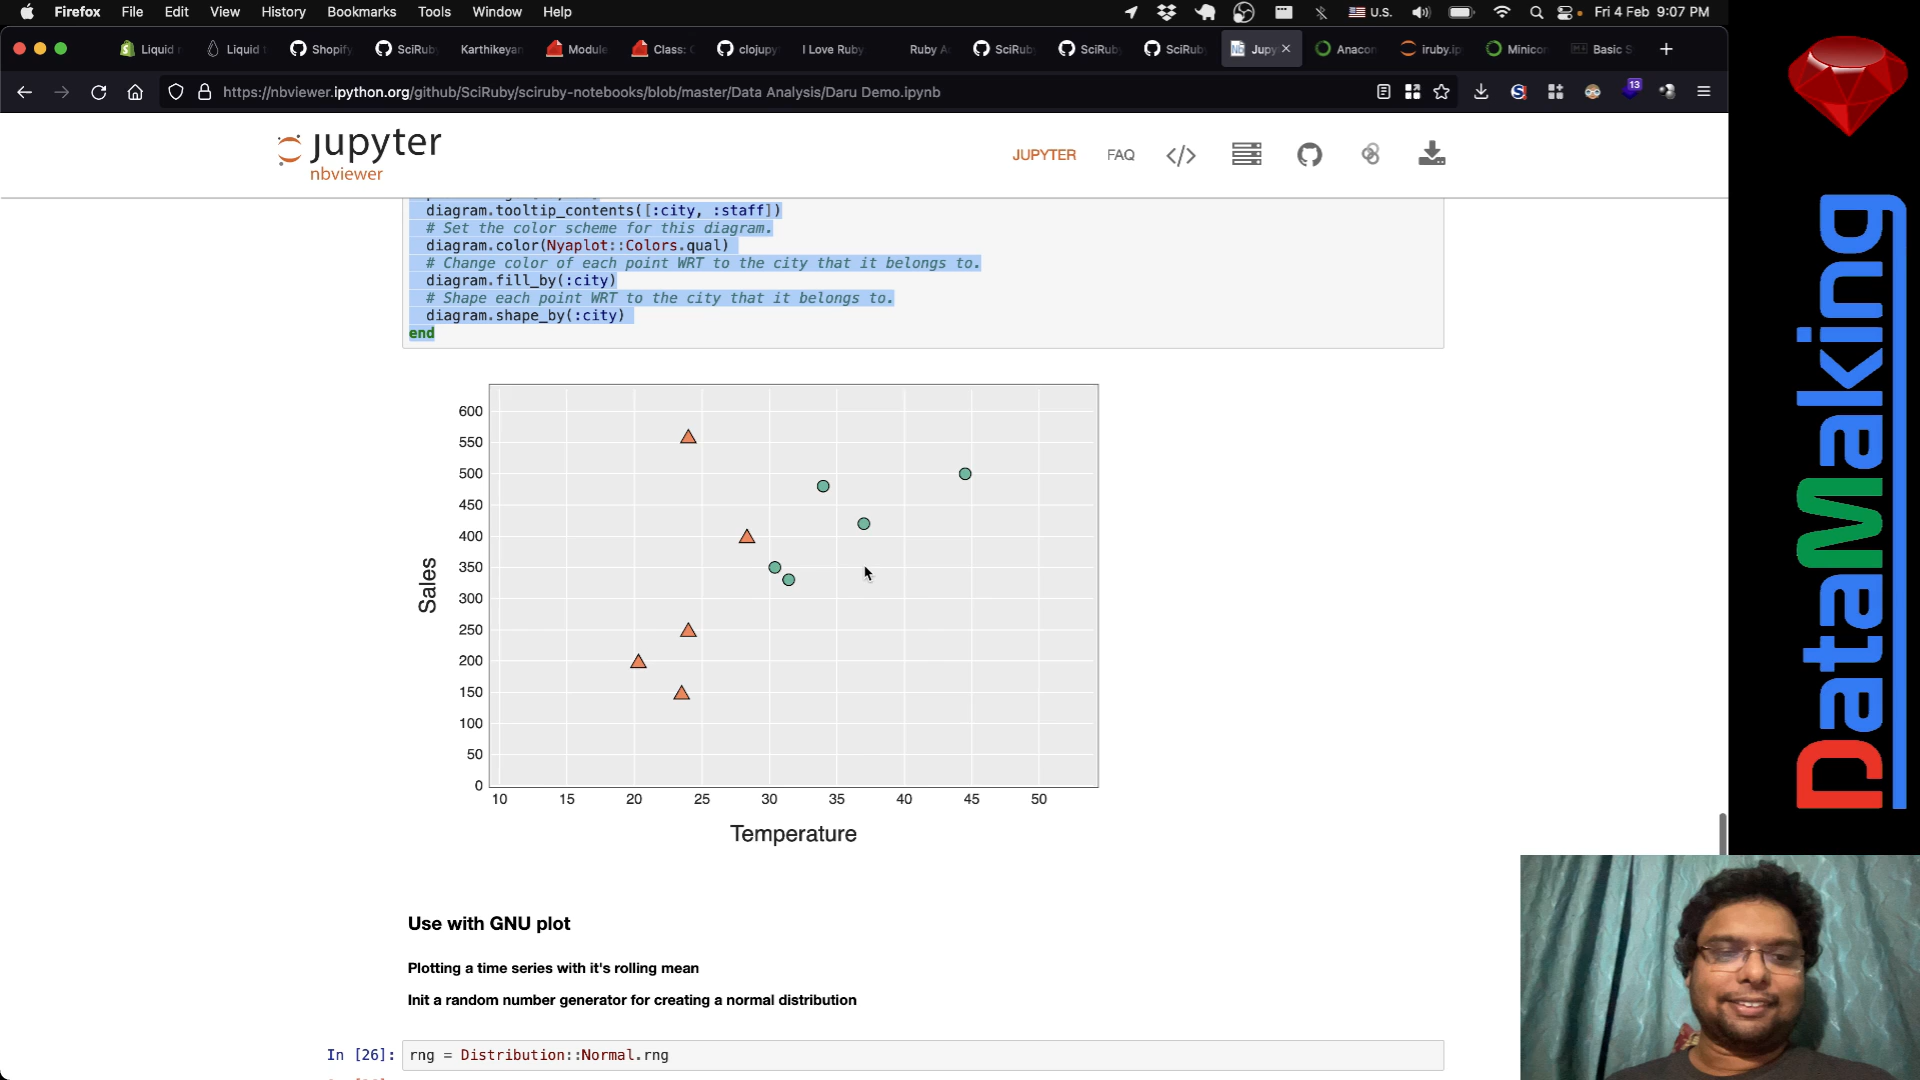 Firefox File Edit View History Bookmarks Tools Window Help U.S. Fri 4 Feb 9:07 PM
Liquid Liquid Shopify SciRub Karthikeyan Module Class: clojupy I Love Ruby Ruby A SciRub SciRub SciRub Jupy Anacon iruby.ip Minicon Basic S
https://nbviewer.ipython.org/github/SciRuby/sciruby-notebooks/blob/master/Data Analysis/Daru Demo.ipynb
13
jupyter
nbviewer
JUPYTER FAQ </>
diagram.tooltip_contents([:city, :staff])
# Set the color scheme for this diagram.
diagram.color(Nyaplot::Colors.qual)
# Change color of each point WRT to the city that it belongs to.
diagram.fill_by(:city)
# Shape each point WRT to the city that it belongs to.
diagram.shape_by(:city)
end
600
550
500
450
400
350
300
250
200
150
100
50
0
Sales
10 15 20 25 30 35 40 45 50
Temperature
Use with GNU plot
Plotting a time series with it's rolling mean
Init a random number generator for creating a normal distribution
In [26]: rng = Distribution::Normal.rng
DataMaking